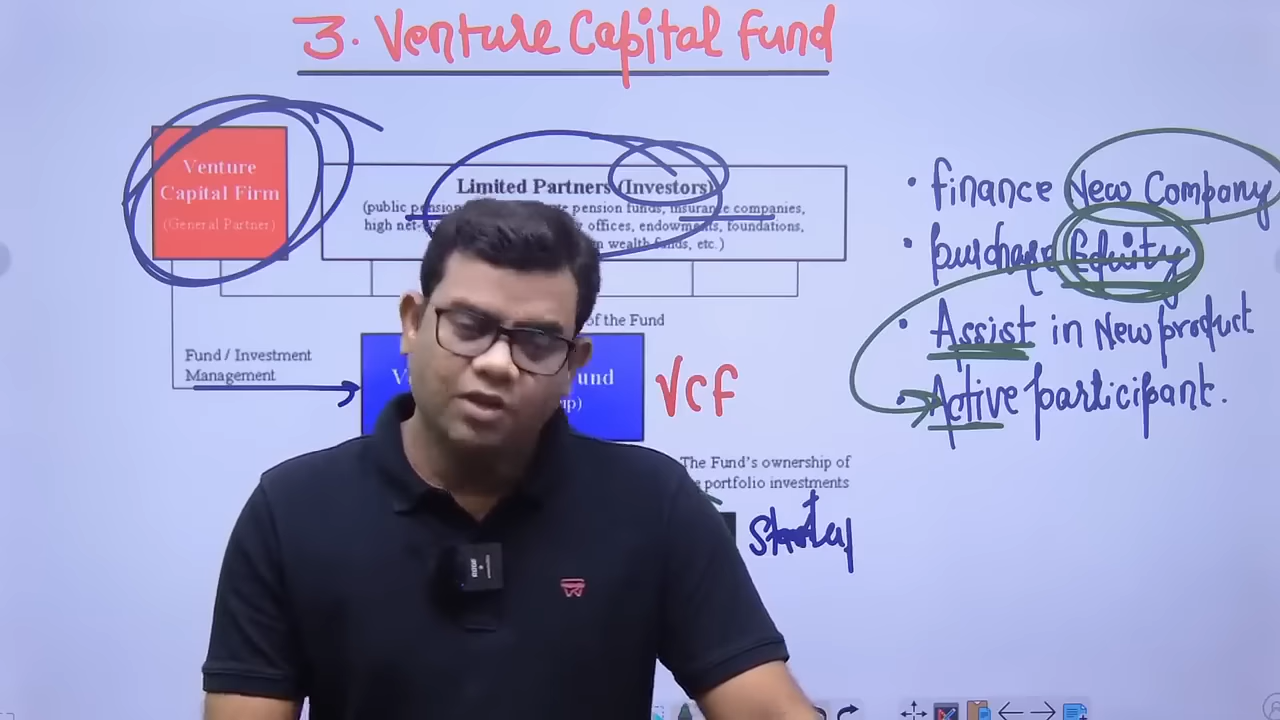 3. Venture Capital Fund
Venture
Capital Firm
(General Partner)
Limited Partners (Investors)
(public pension pension funds, insurance companies,
high net- offices, endowments, foundations,
wealth funds, etc.)
of the Fund
Fund / Investment
Management
VCF
The Fund's ownership of
portfolio investments
Startup
• finance New Company
• purchase Equity
• Assist in New product
• Active participant.